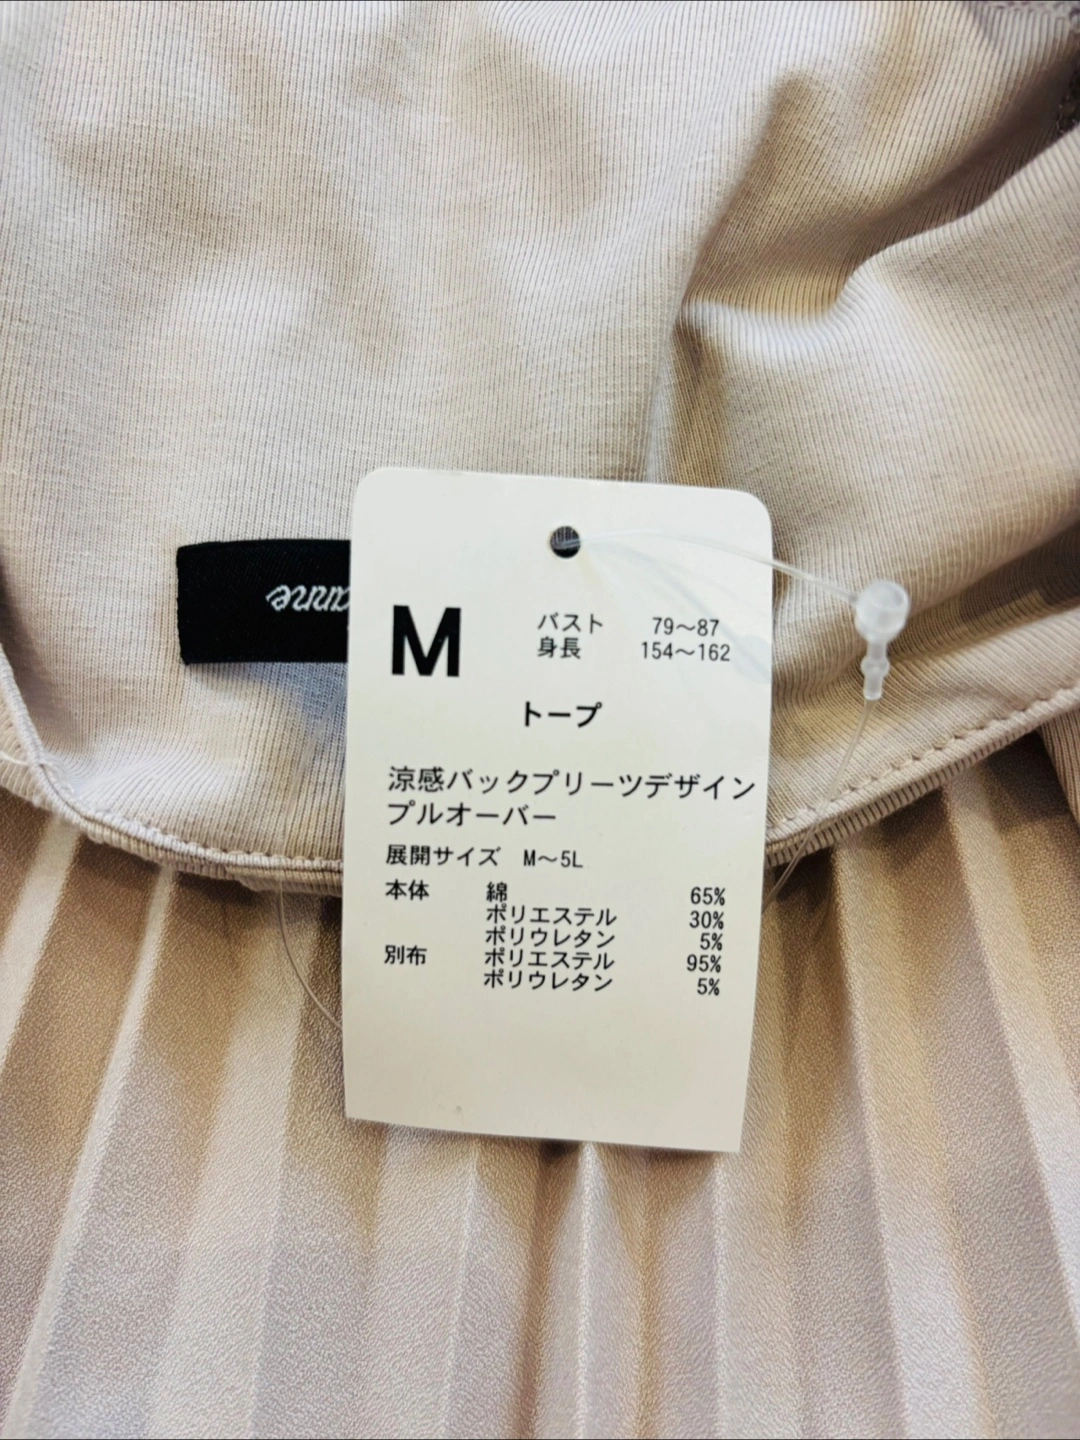 M
バスト 79〜87
身長 154〜162
トープ
涼感バックプリーツデザイン
プルオーバー
展開サイズ M〜5L
本体 綿 65%
ポリエステル 30%
ポリウレタン 5%
別布 ポリエステル 95%
ポリウレタン 5%